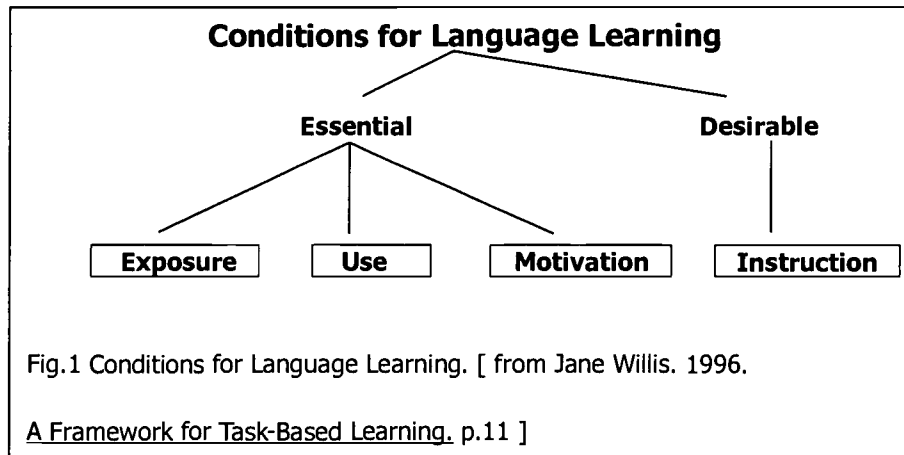 Conditions for Language Learning
Essential Desirable
Exposure Use Motivation Instruction
Fig.1 Conditions for Language Learning. [ from Jane Willis. 1996.
A Framework for Task-Based Learning. p.11 ]